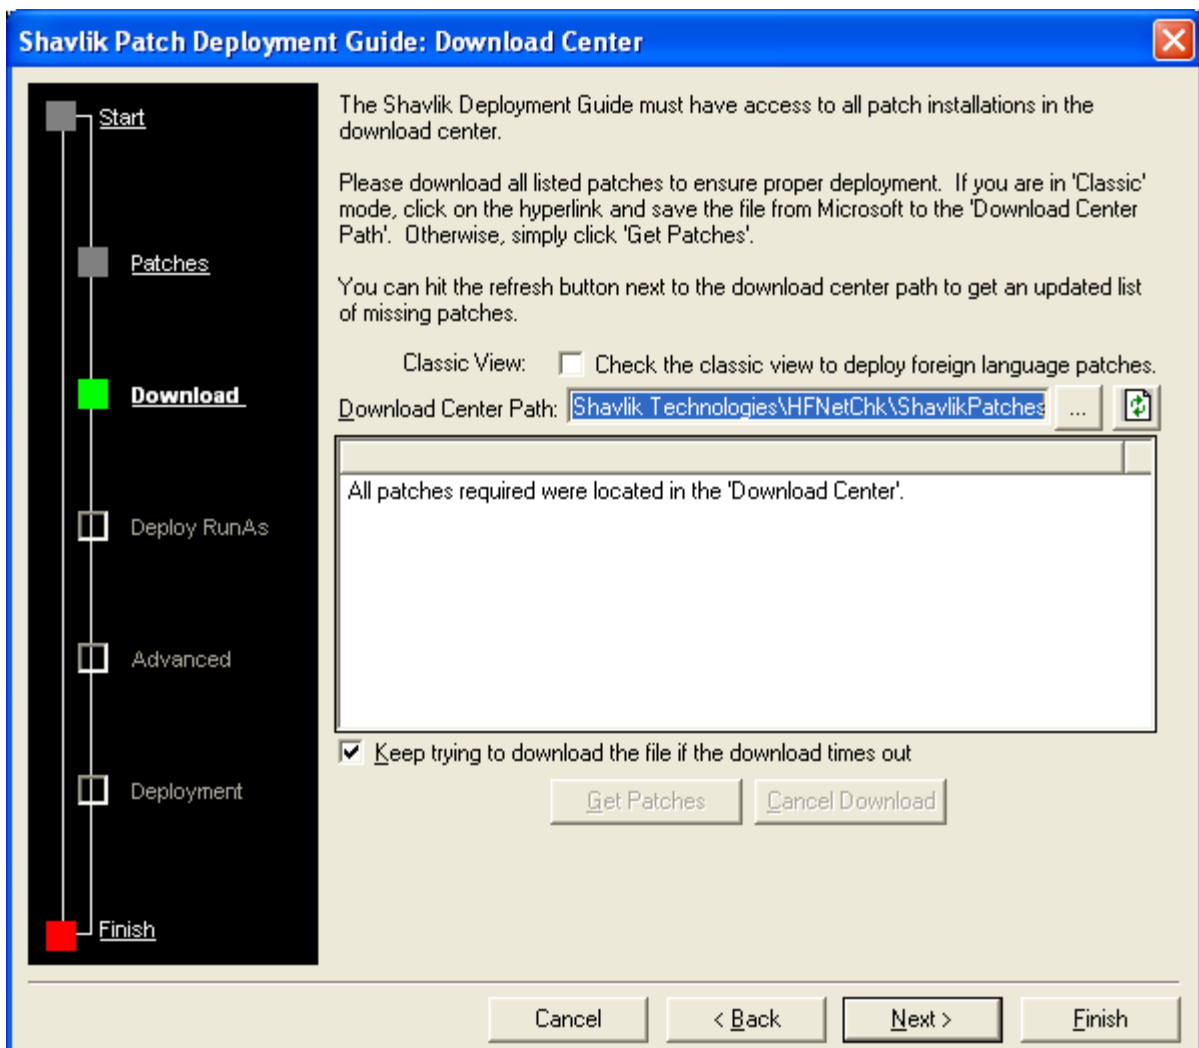 Shavlik Patch Deployment Guide: Download Center
Start
Patches
Download
Deploy RunAs
Advanced
Deployment
Finish
The Shavlik Deployment Guide must have access to all patch installations in the
download center.
Please download all listed patches to ensure proper deployment. If you are in 'Classic'
mode, click on the hyperlink and save the file from Microsoft to the 'Download Center
Path'. Otherwise, simply click 'Get Patches'.
You can hit the refresh button next to the download center path to get an updated list
of missing patches.
Classic View: Check the classic view to deploy foreign language patches.
Download Center Path: Shavlik Technologies\HFNetChk\ShavlikPatches ...
All patches required were located in the 'Download Center'.
Keep trying to download the file if the download times out
Get Patches Cancel Download
Cancel < Back Next > Finish